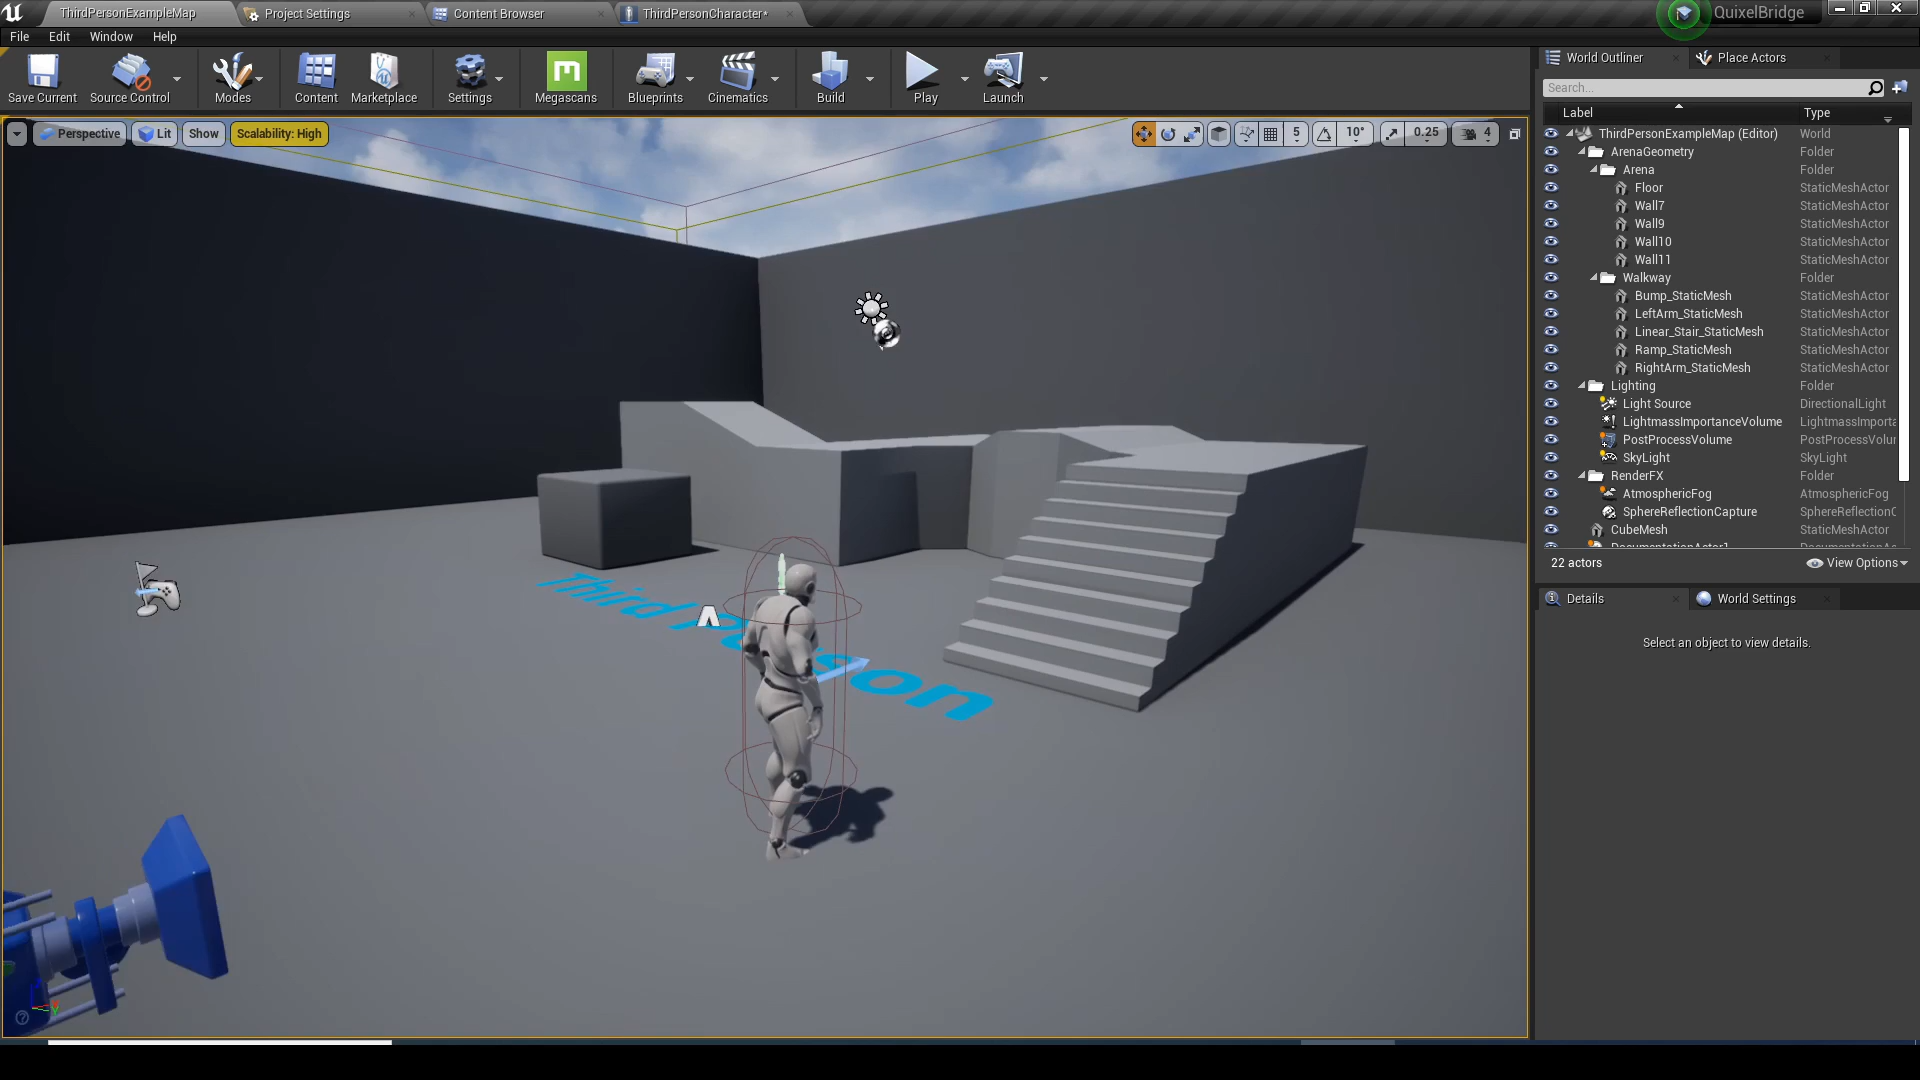 ThirdPersonExampleMap
Project Settings
Content Browser
ThirdPersonCharacter*
QuixelBridge
File Edit Window Help
Save Current
Source Control
Modes
Content
Marketplace
Settings
Megascans
Blueprints
Cinematics
Build
Play
Launch
Perspective
Lit
Show
Scalability: High
5
10°
0.25
4
Third Person
World Outliner
Place Actors
Search...
Label Type
ThirdPersonExampleMap (Editor) World
ArenaGeometry Folder
Arena Folder
Floor StaticMeshActor
Wall7 StaticMeshActor
Wall9 StaticMeshActor
Wall10 StaticMeshActor
Wall11 StaticMeshActor
Walkway Folder
Bump_StaticMesh StaticMeshActor
LeftArm_StaticMesh StaticMeshActor
Linear_Stair_StaticMesh StaticMeshActor
Ramp_StaticMesh StaticMeshActor
RightArm_StaticMesh StaticMeshActor
Lighting Folder
Light Source DirectionalLight
LightmassImportanceVolume LightmassImporta
PostProcessVolume PostProcessVolur
SkyLight SkyLight
RenderFX Folder
AtmosphericFog AtmosphericFog
SphereReflectionCapture SphereReflectionC
CubeMesh StaticMeshActor
22 actors
View Options
Details
World Settings
Select an object to view details.